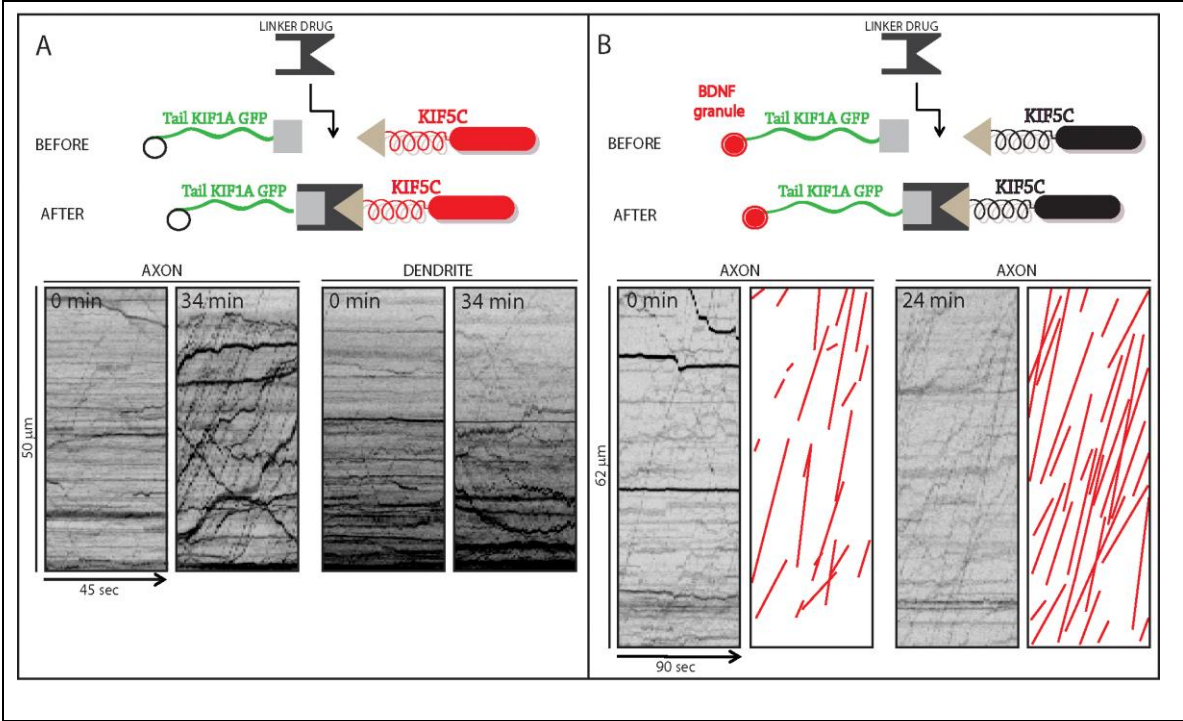 A
LINKER DRUG
Tail KIF1A GFP
KIF5C
BEFORE
Tail KIF1A GFP
KIF5C
AFTER
AXON
DENDRITE
0 min
34 min
0 min
34 min
50 µm
45 sec
B
LINKER DRUG
BDNF
granule
Tail KIF1A GFP
KIF5C
BEFORE
Tail KIF1A GFP
KIF5C
AFTER
AXON
AXON
0 min
24 min
62 µm
90 sec